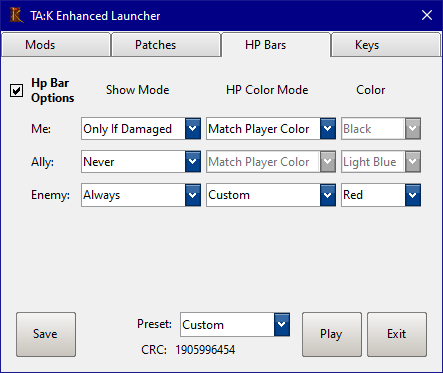 TA:K Enhanced Launcher
Mods Patches HP Bars Keys
Hp Bar Options Show Mode HP Color Mode Color
Me: Only If Damaged Match Player Color Black
Ally: Never Match Player Color Light Blue
Enemy: Always Custom Red
Save Preset: Custom Play Exit
CRC: 1905996454